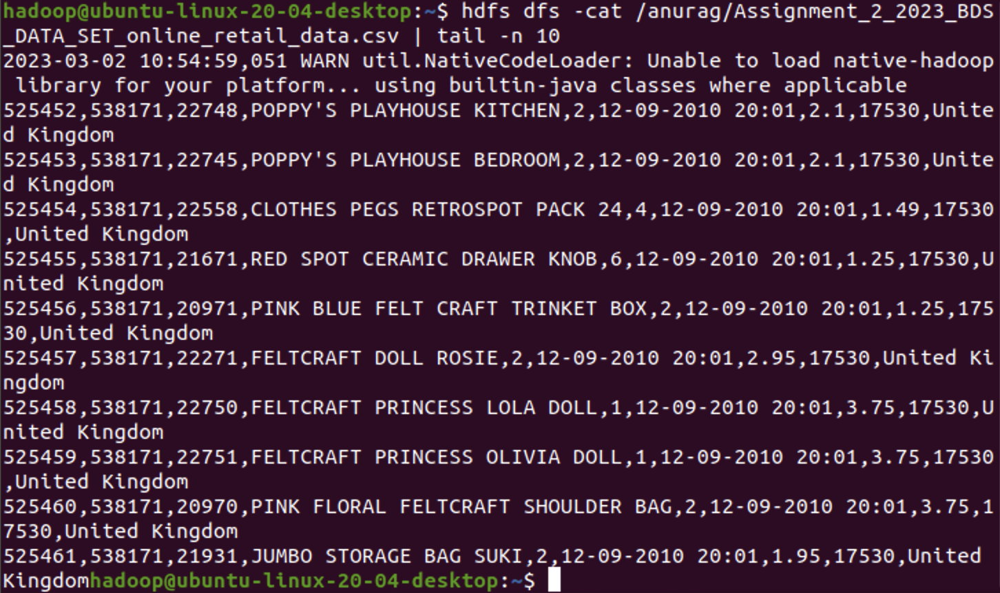 hadoop@ubuntu-linux-20-04-desktop:~$ hdfs dfs -cat /anurag/Assignment_2_2023_BDS
_DATA_SET_online_retail_data.csv | tail -n 10
2023-03-02 10:54:59,051 WARN util.NativeCodeLoader: Unable to load native-hadoop
 library for your platform... using builtin-java classes where applicable
525452,538171,22748,POPPY'S PLAYHOUSE KITCHEN,2,12-09-2010 20:01,2.1,17530,Unite
d Kingdom
525453,538171,22745,POPPY'S PLAYHOUSE BEDROOM,2,12-09-2010 20:01,2.1,17530,Unite
d Kingdom
525454,538171,22558,CLOTHES PEGS RETROSPOT PACK 24,4,12-09-2010 20:01,1.49,17530
,United Kingdom
525455,538171,21671,RED SPOT CERAMIC DRAWER KNOB,6,12-09-2010 20:01,1.25,17530,U
nited Kingdom
525456,538171,20971,PINK BLUE FELT CRAFT TRINKET BOX,2,12-09-2010 20:01,1.25,175
30,United Kingdom
525457,538171,22271,FELTCRAFT DOLL ROSIE,2,12-09-2010 20:01,2.95,17530,United Ki
ngdom
525458,538171,22750,FELTCRAFT PRINCESS LOLA DOLL,1,12-09-2010 20:01,3.75,17530,U
nited Kingdom
525459,538171,22751,FELTCRAFT PRINCESS OLIVIA DOLL,1,12-09-2010 20:01,3.75,17530
,United Kingdom
525460,538171,20970,PINK FLORAL FELTCRAFT SHOULDER BAG,2,12-09-2010 20:01,3.75,1
7530,United Kingdom
525461,538171,21931,JUMBO STORAGE BAG SUKI,2,12-09-2010 20:01,1.95,17530,United
Kingdomhadoop@ubuntu-linux-20-04-desktop:~$